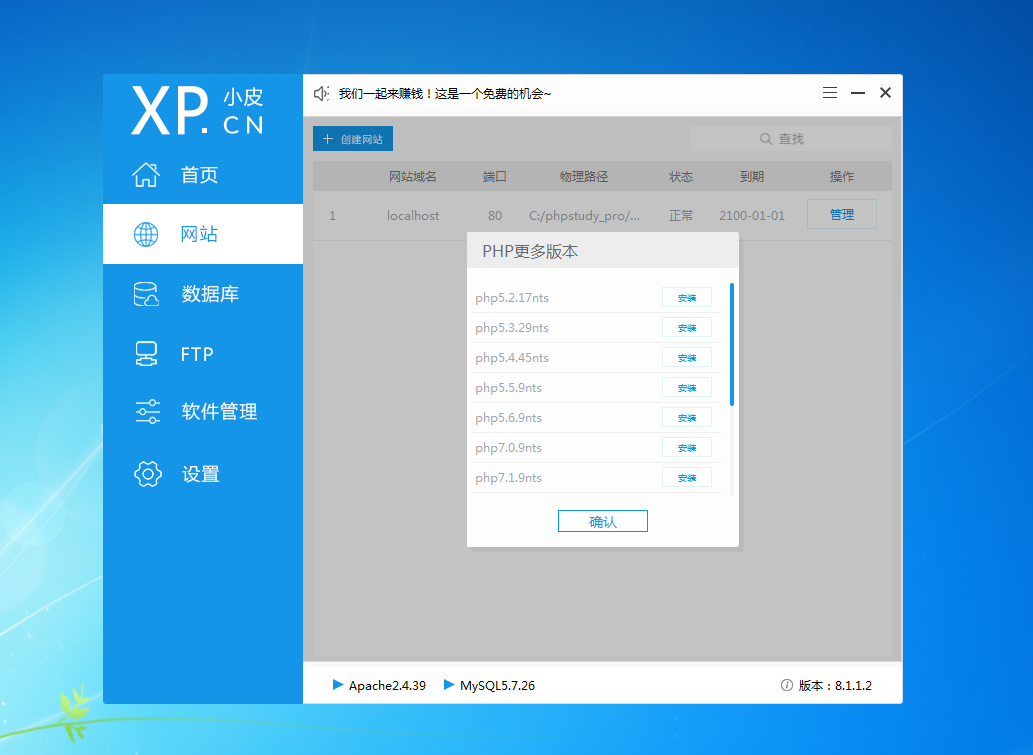 XP.CN 小皮
我们一起来赚钱！这是一个免费的机会~
首页
网站
数据库
FTP
软件管理
设置
创建网站
查找
网站域名 端口 物理路径 状态 到期 操作
1 localhost 80 C:/phpstudy_pro/... 正常 2100-01-01 管理
PHP更多版本
php5.2.17nts 安装
php5.3.29nts 安装
php5.4.45nts 安装
php5.5.9nts 安装
php5.6.9nts 安装
php7.0.9nts 安装
php7.1.9nts 安装
确认
Apache2.4.39 MySQL5.7.26 版本：8.1.1.2